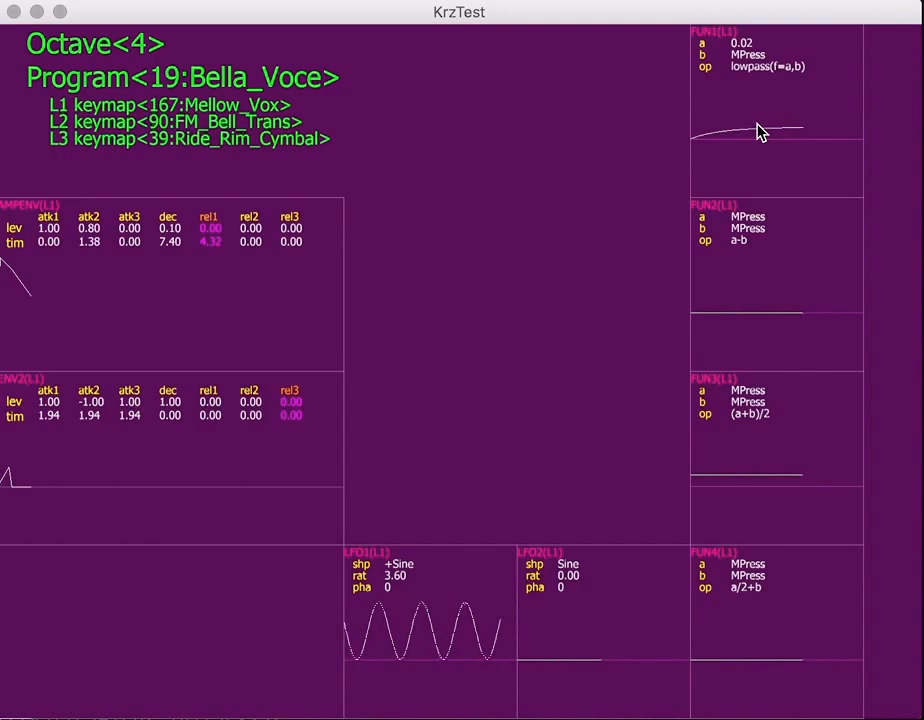 KrzTest
Octave<4>
Program<19:Bella_Voce>
L1 keymap<167:Mellow_Vox>
L2 keymap<90:FM_Bell_Trans>
L3 keymap<39:Ride_Rim_Cymbal>
FUN1(L1)
a 0.02
b MPress
op lowpass(f=a,b)
AMPENV(L1)
atk1 atk2 atk3 dec rel1 rel2 rel3
lev 1.00 0.80 0.00 0.10 0.00 0.00 0.00
tim 0.00 1.38 0.00 7.40 4.32 0.00 0.00
FUN2(L1)
a MPress
b MPress
op a-b
ENV2(L1)
atk1 atk2 atk3 dec rel1 rel2 rel3
lev 1.00 -1.00 1.00 1.00 0.00 0.00 0.00
tim 1.94 1.94 1.94 0.00 0.00 0.00 0.00
FUN3(L1)
a MPress
b MPress
op (a+b)/2
LFO1(L1)
shp +Sine
rat 3.60
pha 0
LFO2(L1)
shp Sine
rat 0.00
pha 0
FUN4(L1)
a MPress
b MPress
op a/2+b